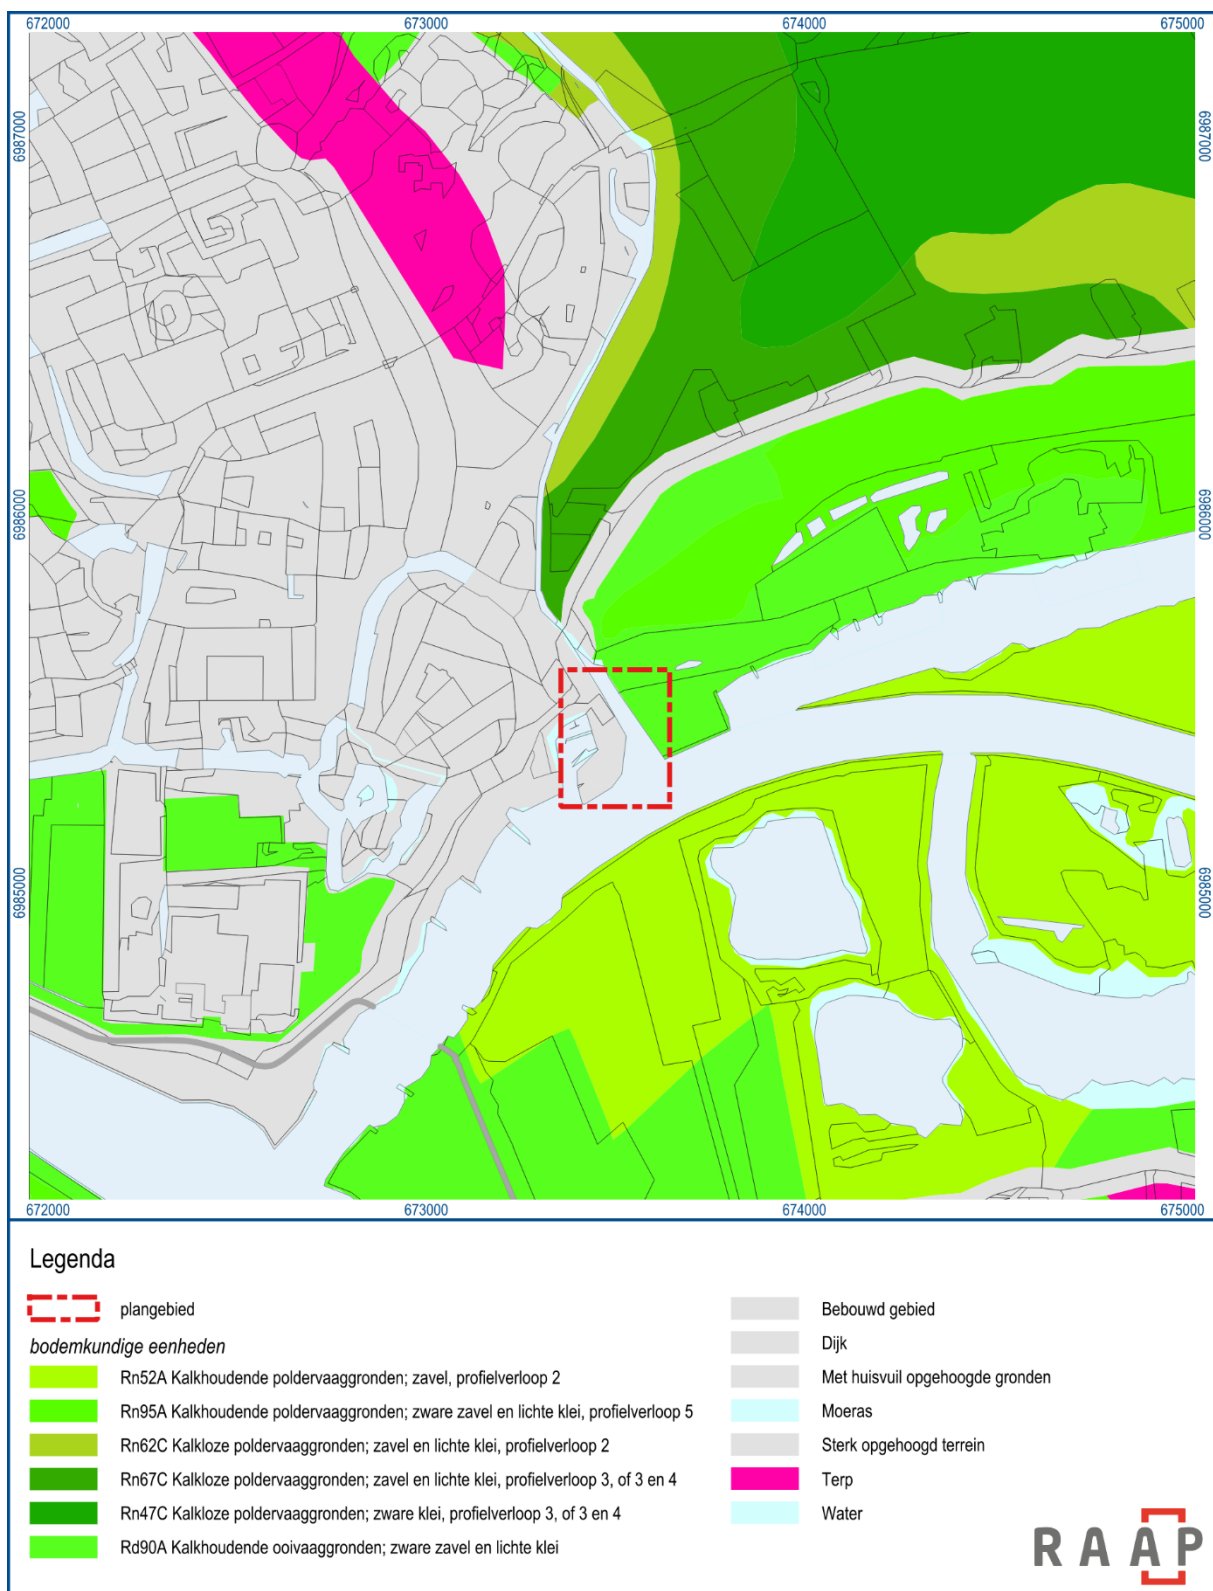 672000
673000
674000
675000
6987000
6987000
6986000
6986000
6985000
6985000
672000
673000
674000
675000
Legenda
plangebied
bodemkundige eenheden
Rn52A Kalkhoudende poldervaaggronden; zavel, profielverloop 2
Rn95A Kalkhoudende poldervaaggronden; zware zavel en lichte klei, profielverloop 5
Rn62C Kalkloze poldervaaggronden; zavel en lichte klei, profielverloop 2
Rn67C Kalkloze poldervaaggronden; zavel en lichte klei, profielverloop 3, of 3 en 4
Rn47C Kalkloze poldervaaggronden; zware klei, profielverloop 3, of 3 en 4
Rd90A Kalkhoudende ooivaaggronden; zware zavel en lichte klei
Bebouwd gebied
Dijk
Met huisvuil opgehoogde gronden
Moeras
Sterk opgehoogd terrein
Terp
Water
RAAP